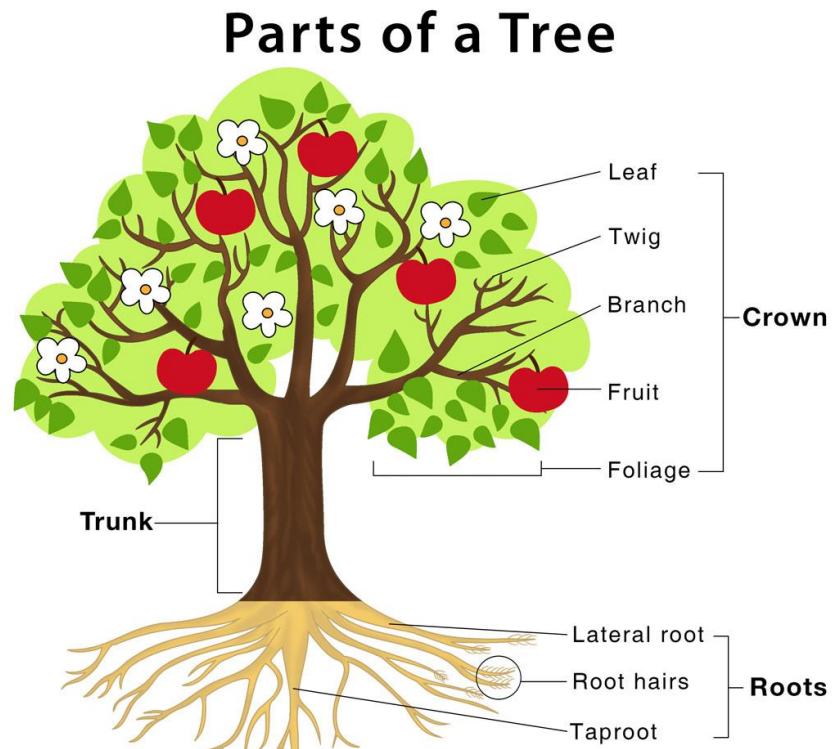 Parts of a Tree
Leaf
Twig
Branch
Crown
Fruit
Foliage
Trunk
Lateral root
Root hairs
Roots
Taproot